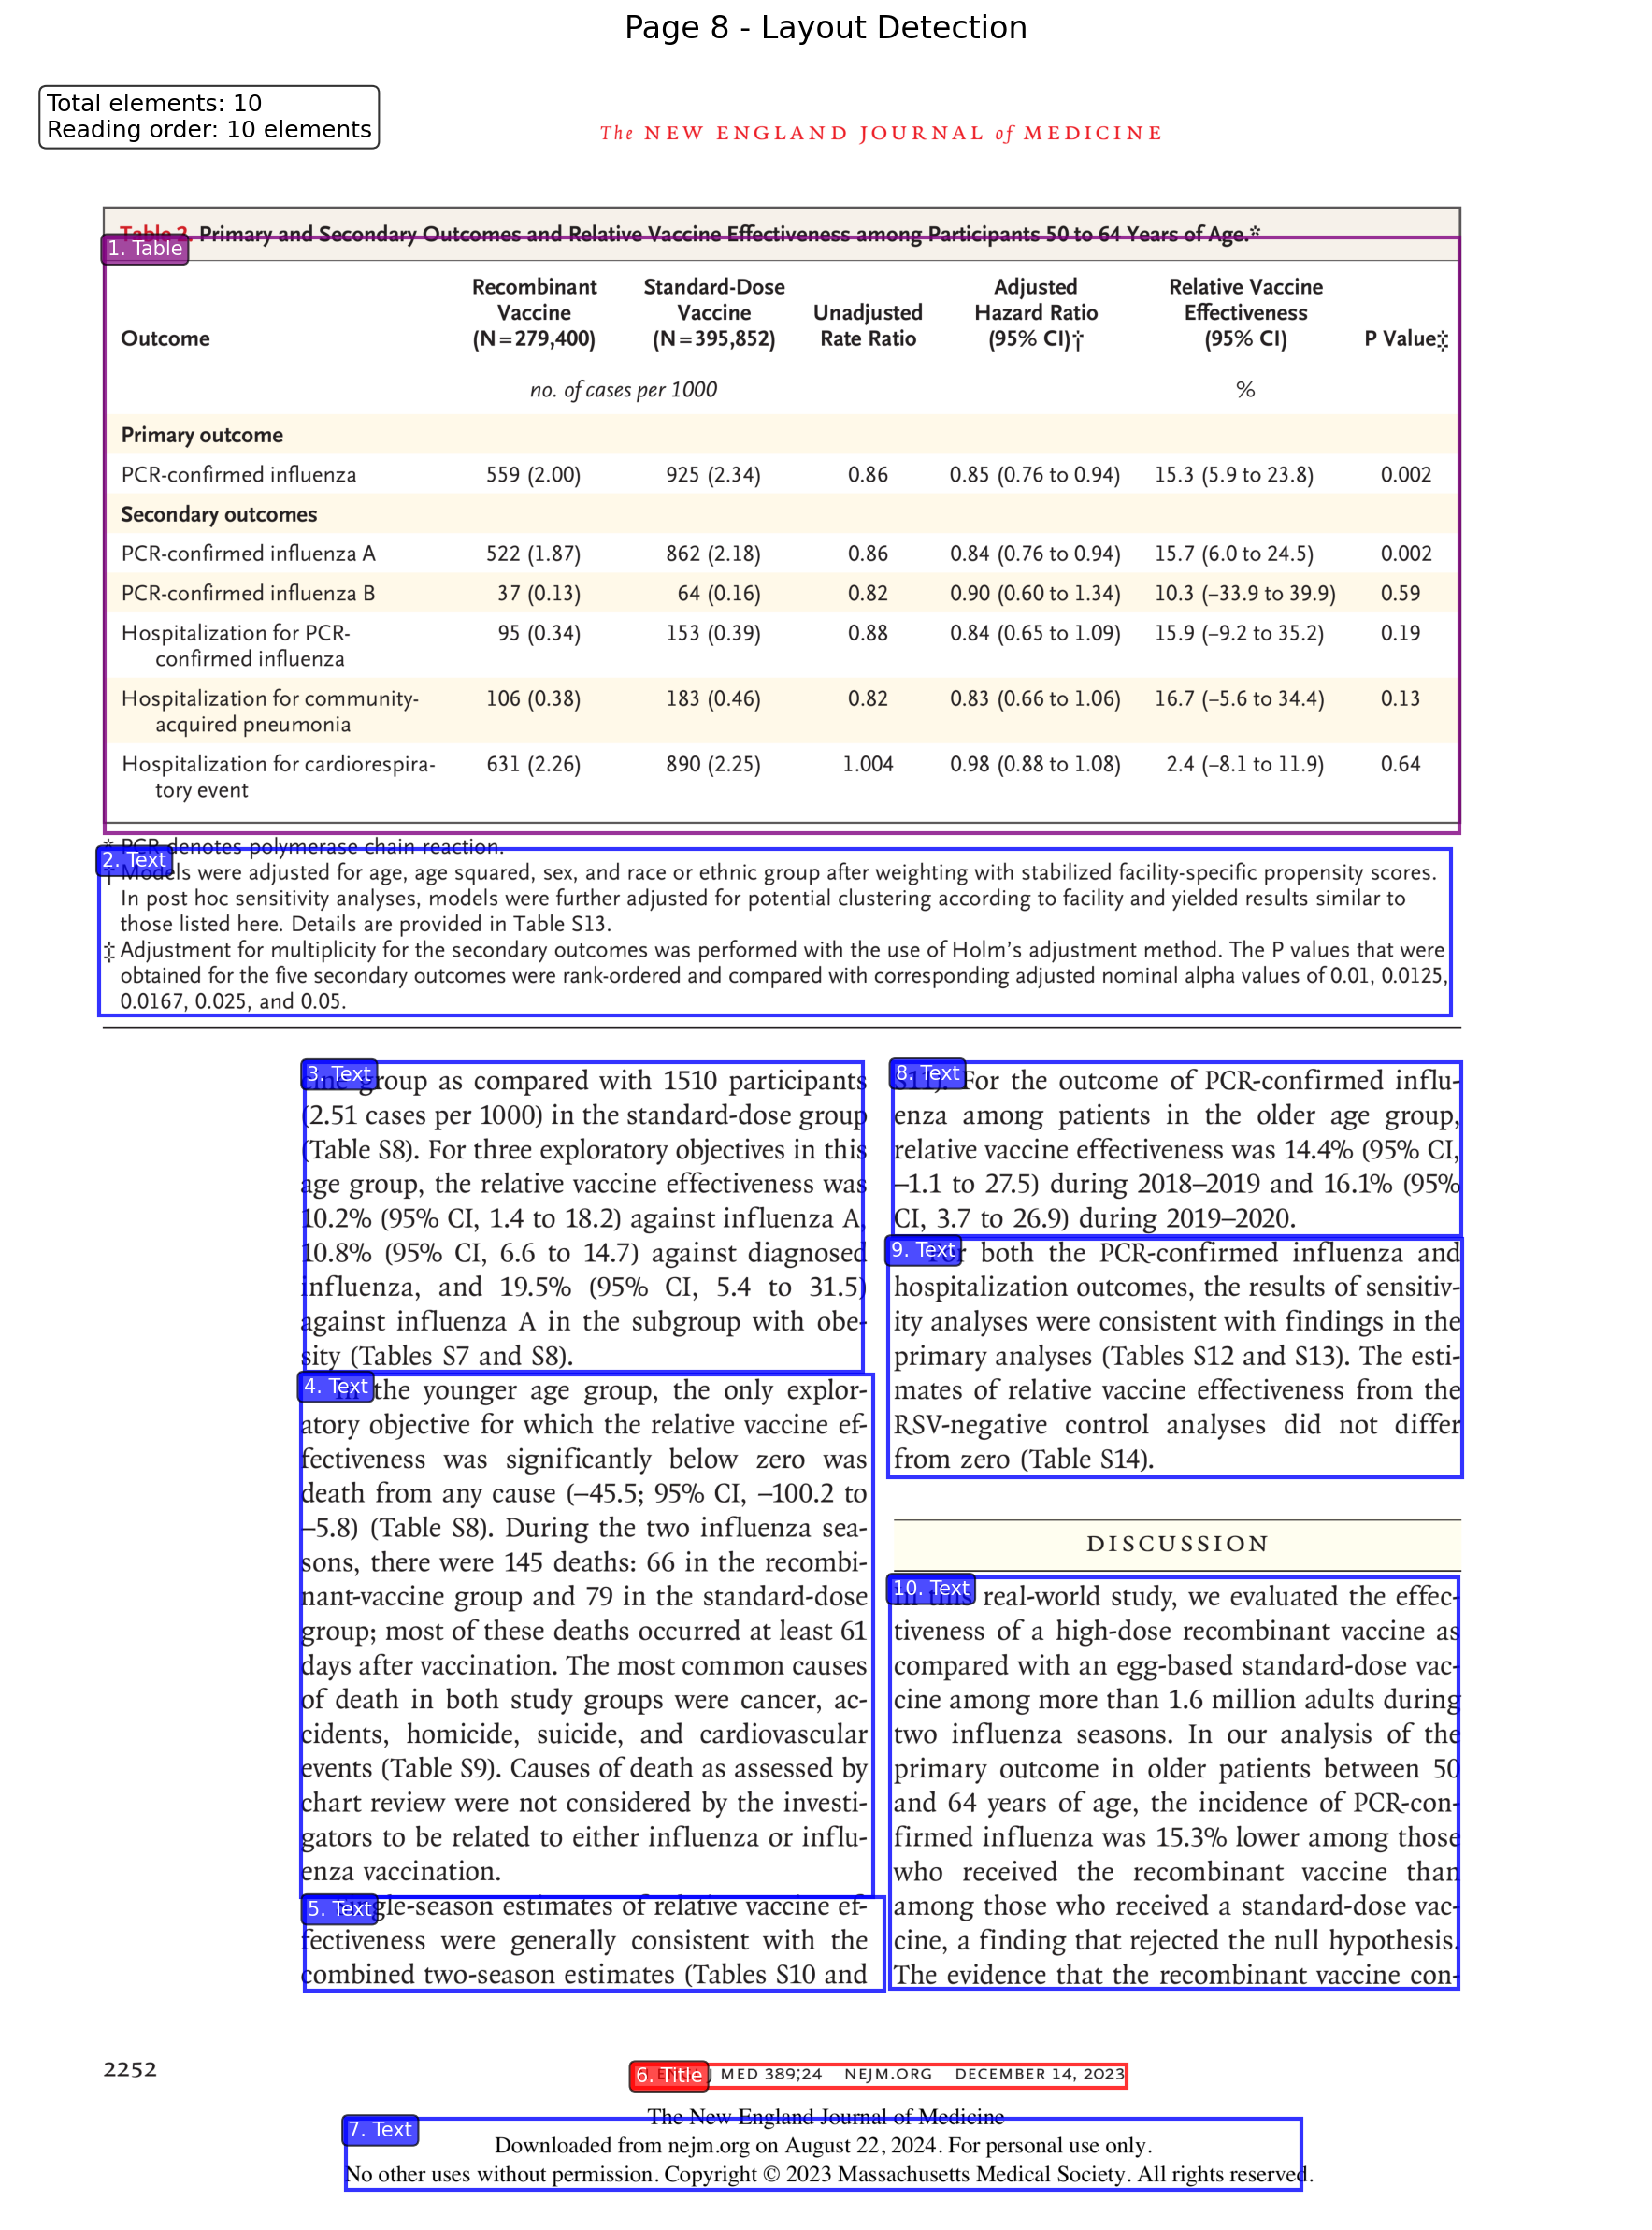 Page 8 - Layout Detection
Total elements: 10
Reading order: 10 elements
The NEW ENGLAND JOURNAL of MEDICINE
Table 2. Primary and Secondary Outcomes and Relative Vaccine Effectiveness among Participants 50 to 64 Years of Age.*
1. Table
Outcome Recombinant Vaccine (N=279,400) Standard-Dose Vaccine (N=395,852) Unadjusted Rate Ratio Adjusted Hazard Ratio (95% CI)† Relative Vaccine Effectiveness (95% CI) P Value‡
no. of cases per 1000 %
Primary outcome
PCR-confirmed influenza 559 (2.00) 925 (2.34) 0.86 0.85 (0.76 to 0.94) 15.3 (5.9 to 23.8) 0.002
Secondary outcomes
PCR-confirmed influenza A 522 (1.87) 862 (2.18) 0.86 0.84 (0.76 to 0.94) 15.7 (6.0 to 24.5) 0.002
PCR-confirmed influenza B 37 (0.13) 64 (0.16) 0.82 0.90 (0.60 to 1.34) 10.3 (–33.9 to 39.9) 0.59
Hospitalization for PCR-confirmed influenza 95 (0.34) 153 (0.39) 0.88 0.84 (0.65 to 1.09) 15.9 (–9.2 to 35.2) 0.19
Hospitalization for community-acquired pneumonia 106 (0.38) 183 (0.46) 0.82 0.83 (0.66 to 1.06) 16.7 (–5.6 to 34.4) 0.13
Hospitalization for cardiorespiratory event 631 (2.26) 890 (2.25) 1.004 0.98 (0.88 to 1.08) 2.4 (–8.1 to 11.9) 0.64
* PCR denotes polymerase chain reaction.
2. Text
† Models were adjusted for age, age squared, sex, and race or ethnic group after weighting with stabilized facility-specific propensity scores.
In post hoc sensitivity analyses, models were further adjusted for potential clustering according to facility and yielded results similar to
those listed here. Details are provided in Table S13.
‡ Adjustment for multiplicity for the secondary outcomes was performed with the use of Holm's adjustment method. The P values that were
obtained for the five secondary outcomes were rank-ordered and compared with corresponding adjusted nominal alpha values of 0.01, 0.0125,
0.0167, 0.025, and 0.05.
3. Text
group as compared with 1510 participants
(2.51 cases per 1000) in the standard-dose group
(Table S8). For three exploratory objectives in this
age group, the relative vaccine effectiveness was
10.2% (95% CI, 1.4 to 18.2) against influenza A,
10.8% (95% CI, 6.6 to 14.7) against diagnosed
influenza, and 19.5% (95% CI, 5.4 to 31.5)
against influenza A in the subgroup with obe-
sity (Tables S7 and S8).
4. Text
In the younger age group, the only explor-
atory objective for which the relative vaccine ef-
fectiveness was significantly below zero was
death from any cause (–45.5; 95% CI, –100.2 to
–5.8) (Table S8). During the two influenza sea-
sons, there were 145 deaths: 66 in the recombi-
nant-vaccine group and 79 in the standard-dose
group; most of these deaths occurred at least 61
days after vaccination. The most common causes
of death in both study groups were cancer, ac-
cidents, homicide, suicide, and cardiovascular
events (Table S9). Causes of death as assessed by
chart review were not considered by the investi-
gators to be related to either influenza or influ-
enza vaccination.
5. Text
Single-season estimates of relative vaccine ef-
fectiveness were generally consistent with the
combined two-season estimates (Tables S10 and
8. Text
S11). For the outcome of PCR-confirmed influ-
enza among patients in the older age group,
relative vaccine effectiveness was 14.4% (95% CI,
–1.1 to 27.5) during 2018–2019 and 16.1% (95%
CI, 3.7 to 26.9) during 2019–2020.
9. Text
For both the PCR-confirmed influenza and
hospitalization outcomes, the results of sensitiv-
ity analyses were consistent with findings in the
primary analyses (Tables S12 and S13). The esti-
mates of relative vaccine effectiveness from the
RSV-negative control analyses did not differ
from zero (Table S14).
DISCUSSION
10. Text
In this real-world study, we evaluated the effec-
tiveness of a high-dose recombinant vaccine as
compared with an egg-based standard-dose vac-
cine among more than 1.6 million adults during
two influenza seasons. In our analysis of the
primary outcome in older patients between 50
and 64 years of age, the incidence of PCR-con-
firmed influenza was 15.3% lower among those
who received the recombinant vaccine than
among those who received a standard-dose vac-
cine, a finding that rejected the null hypothesis.
The evidence that the recombinant vaccine con-
2252
6. Title
J MED 389;24 NEJM.ORG DECEMBER 14, 2023
The New England Journal of Medicine
7. Text
Downloaded from nejm.org on August 22, 2024. For personal use only.
No other uses without permission. Copyright © 2023 Massachusetts Medical Society. All rights reserved.